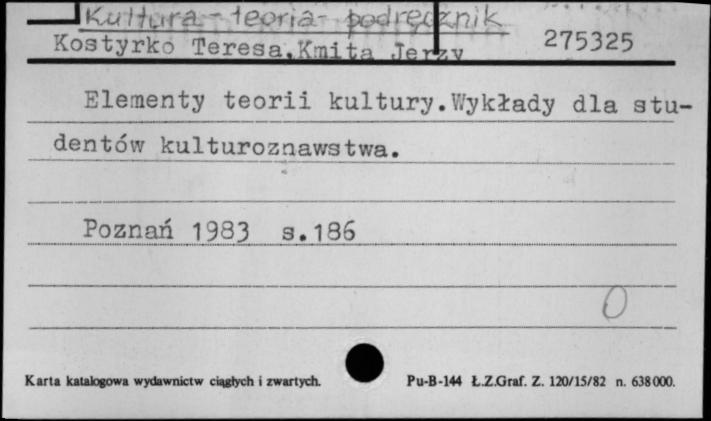 Kultura - teoria - podręcznik
Kostyrko Teresa,Kmita Jerzy 275325
Elementy teorii kultury.Wykłady dla stu-
dentów kulturoznawstwa.
Poznań 1983 s.186
0
Karta katalogowa wydawnictw ciągłych i zwartych. Pu-B-144 Ł.Z.Graf. Z. 120/15/82 n. 638000.